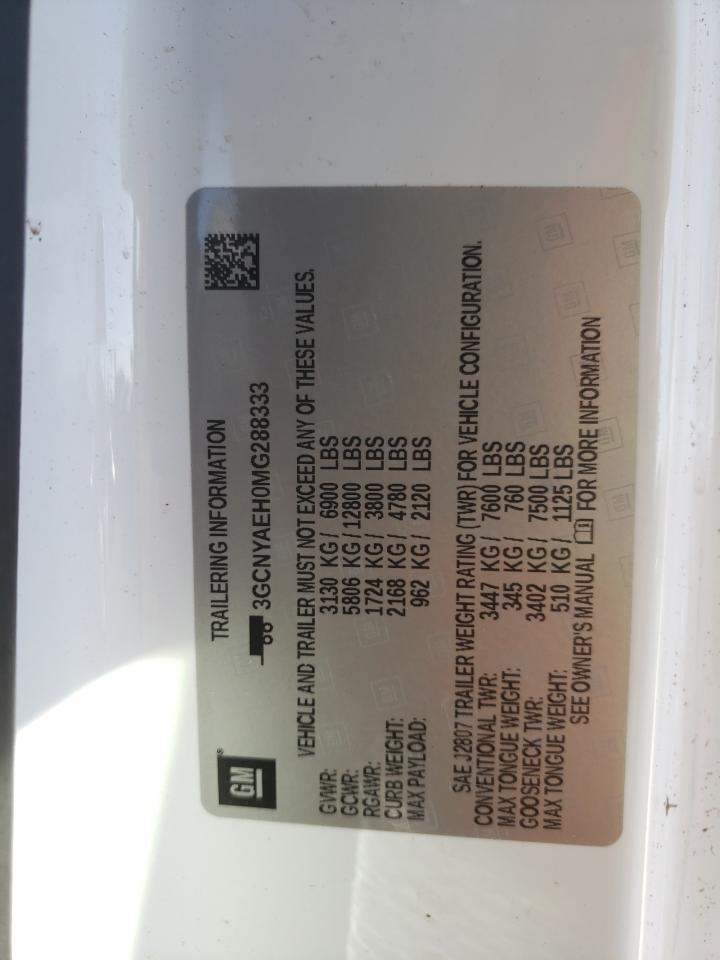 GM®
TRAILERING INFORMATION
3GCNYAEH0MG288333
VEHICLE AND TRAILER MUST NOT EXCEED ANY OF THESE VALUES.
GVWR: 3130 KG / 6900 LBS
GCWR: 5806 KG / 12800 LBS
RGAWR: 1724 KG / 3800 LBS
CURB WEIGHT: 2168 KG / 4780 LBS
MAX PAYLOAD: 962 KG / 2120 LBS
SAE J2807 TRAILER WEIGHT RATING (TWR) FOR VEHICLE CONFIGURATION.
CONVENTIONAL TWR: 3447 KG / 7600 LBS
MAX TONGUE WEIGHT: 345 KG / 760 LBS
GOOSENECK TWR: 3402 KG / 7500 LBS
MAX TONGUE WEIGHT: 510 KG / 1125 LBS
SEE OWNER'S MANUAL FOR MORE INFORMATION